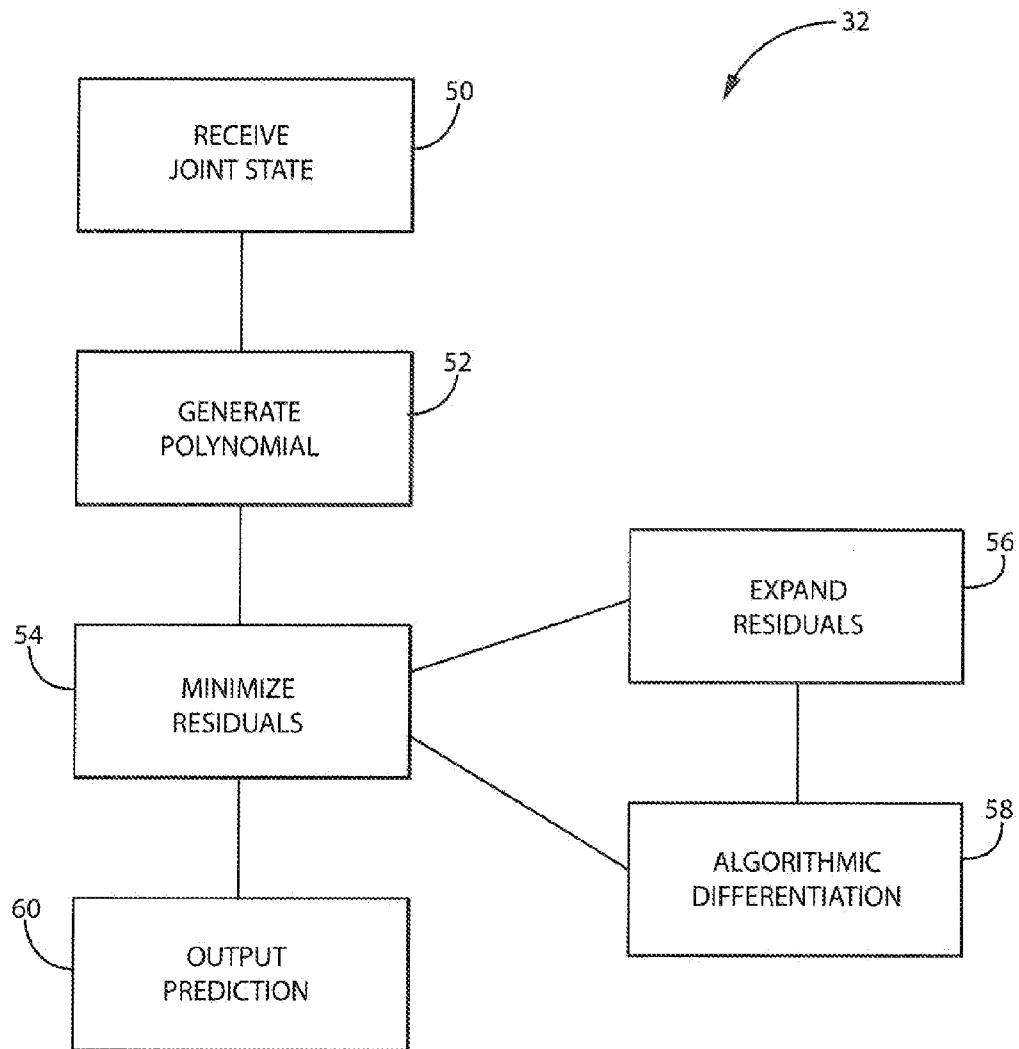 32
50
RECEIVE
JOINT STATE
52
GENERATE
POLYNOMIAL
54
MINIMIZE
RESIDUALS
56
EXPAND
RESIDUALS
58
ALGORITHMIC
DIFFERENTIATION
60
OUTPUT
PREDICTION